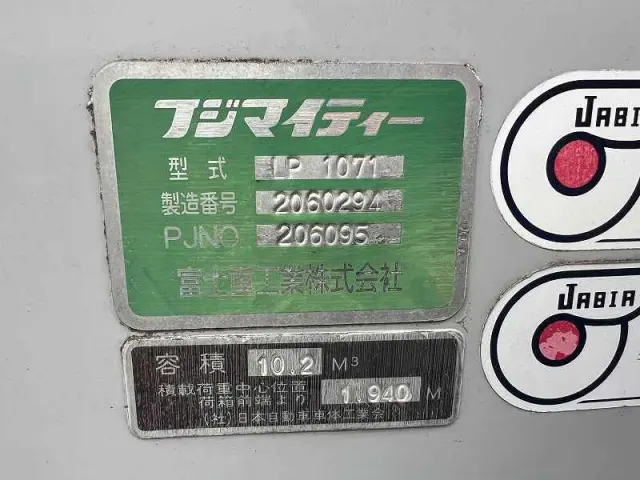 フジマイティー
型式 LP 1071
製造番号 2060294
PJNO 206095
富士重工業株式会社
容積 10.2 M³
積載荷重中心位置
荷箱前端より 1.940 M
(社)日本自動車車体工業会
JABIA
JABIA